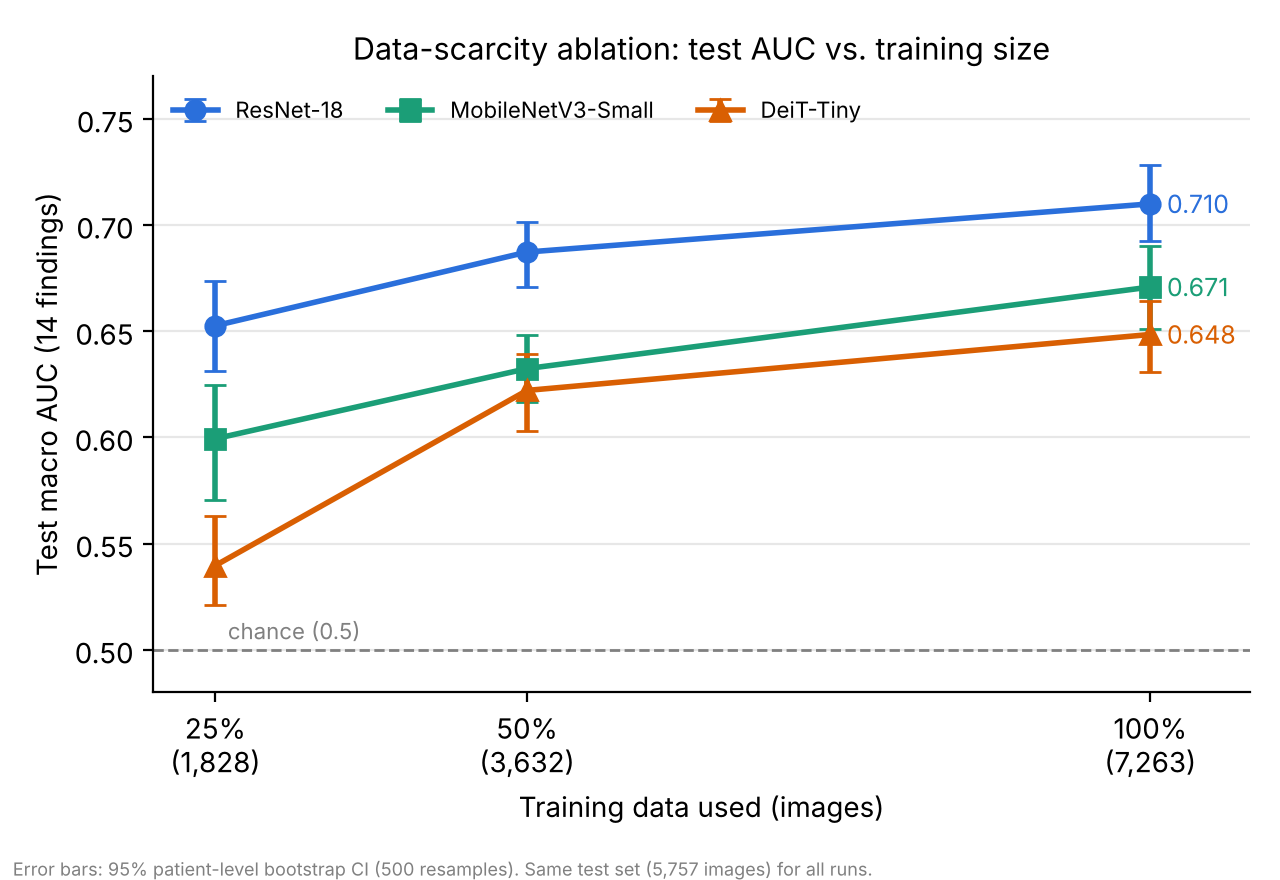 Data-scarcity ablation: test AUC vs. training size
ResNet-18 MobileNetV3-Small DeiT-Tiny
Test macro AUC (14 findings)
0.75
0.70
0.65
0.60
0.55
0.50
0.710
0.671
0.648
chance (0.5)
25% 50% 100%
(1,828) (3,632) (7,263)
Training data used (images)
Error bars: 95% patient-level bootstrap CI (500 resamples). Same test set (5,757 images) for all runs.